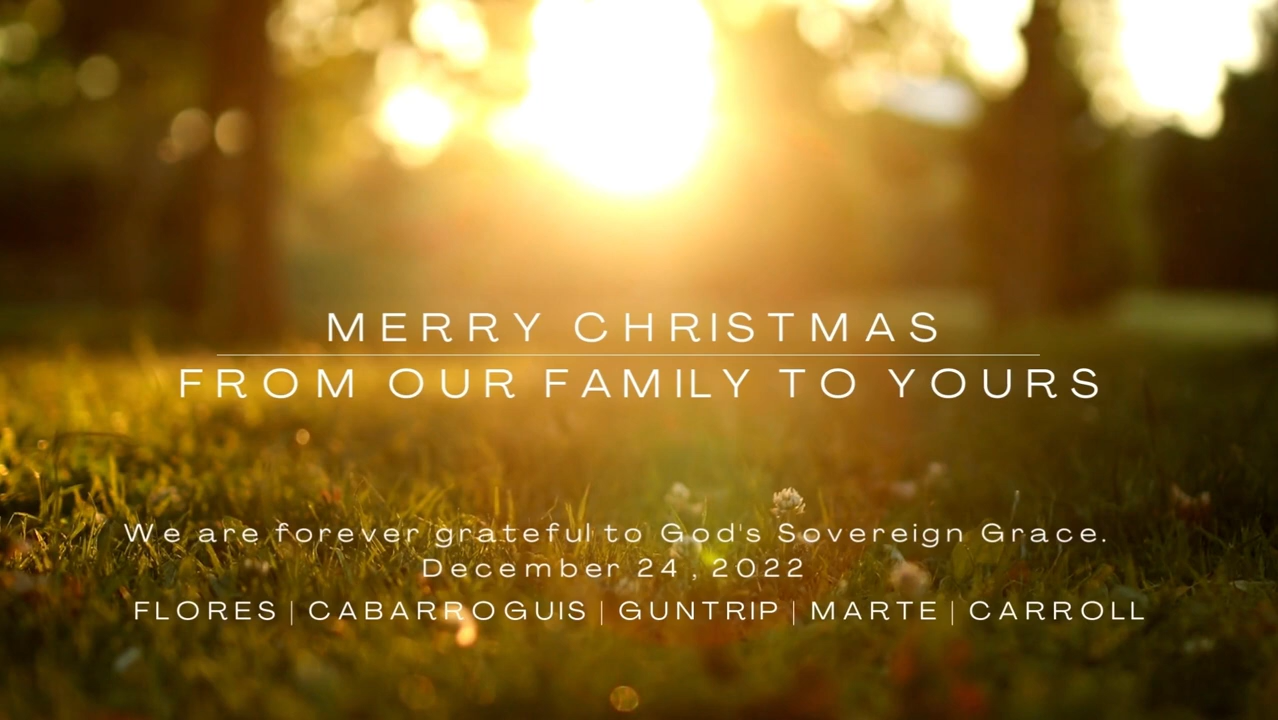 MERRY CHRISTMAS
FROM OUR FAMILY TO YOURS
We are forever grateful to God's Sovereign Grace.
December 24, 2022
FLORES | CABARROGUIS | GUNTRIP | MARTE | CARROLL